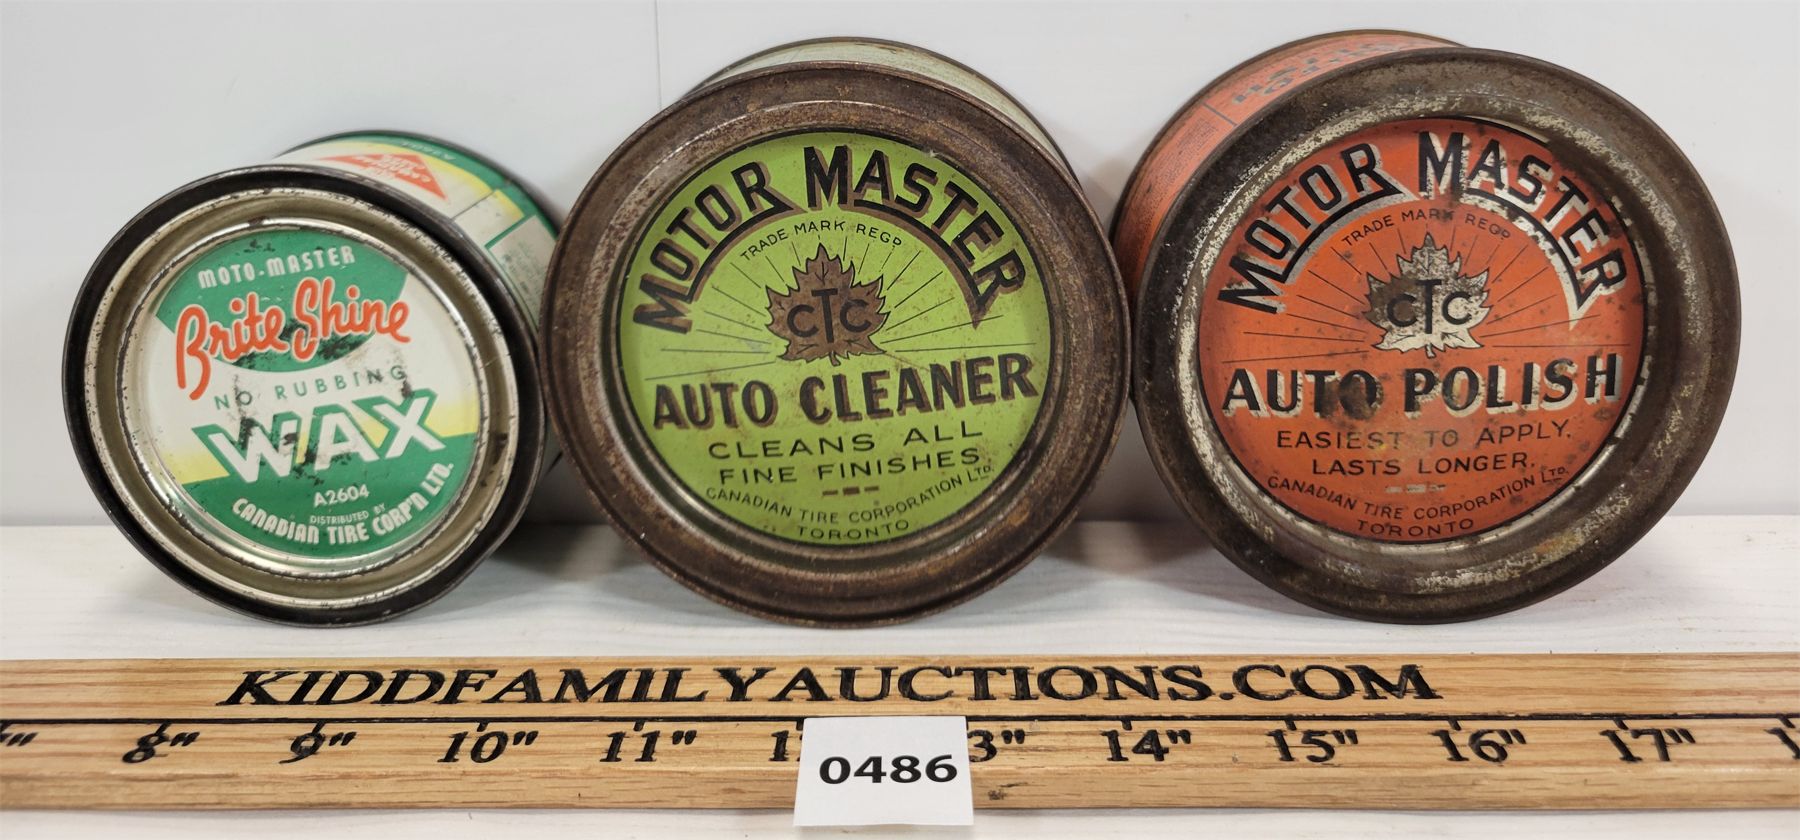 MOTO-MASTER
Brite Shine
NO RUBBING
WAX
A2604
DISTRIBUTED BY
CANADIAN TIRE CORP'N LTD.
MOTOR MASTER
TRADE MARK REGD
CTC
AUTO CLEANER
CLEANS ALL
FINE FINISHES.
CANADIAN TIRE CORPORATION LTD.
TORONTO
MOTOR MASTER
TRADE MARK REGD
CTC
AUTO POLISH
EASIEST TO APPLY.
LASTS LONGER.
CANADIAN TIRE CORPORATION LTD.
TORONTO
KIDDFAMILYAUCTIONS.COM
8" 9" 10" 11" 13" 14" 15" 16" 17"
0486